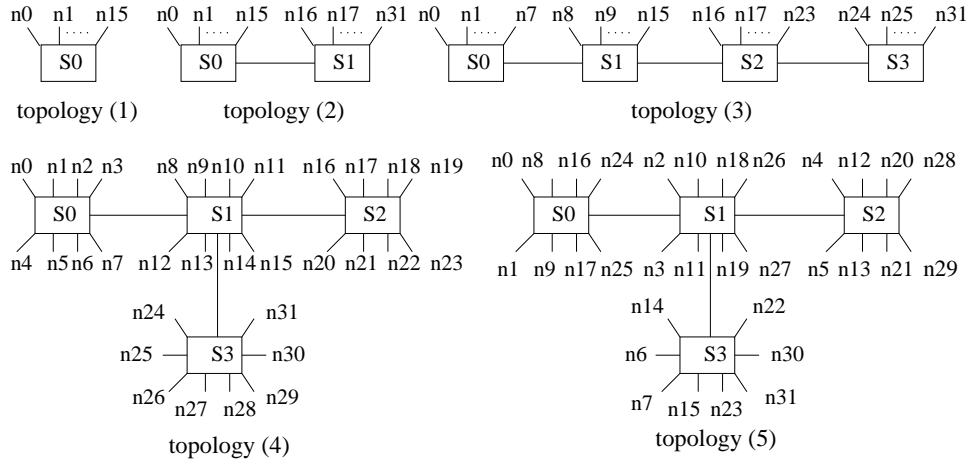 n0 n1 n15 n0 n1 n15 n16 n17 n31 n0 n1 n7 n8 n9 n15 n16 n17 n23 n24 n25 n31
..... ..... ..... ..... ..... ..... .....
S0 S0 S1 S0 S1 S2 S3
topology (1) topology (2) topology (3)
n0 n1 n2 n3 n8 n9 n10 n11 n16 n17 n18 n19
S0 S1 S2
n4 n5 n6 n7 n12 n13 n14 n15 n20 n21 n22 n23
n24 n31
n25 S3 n30
n26 n27 n28 n29
topology (4)
n0 n8 n16 n24 n2 n10 n18 n26 n4 n12 n20 n28
S0 S1 S2
n1 n9 n17 n25 n3 n11 n19 n27 n5 n13 n21 n29
n14 n22
n6 S3 n30
n7 n15 n23 n31
topology (5)